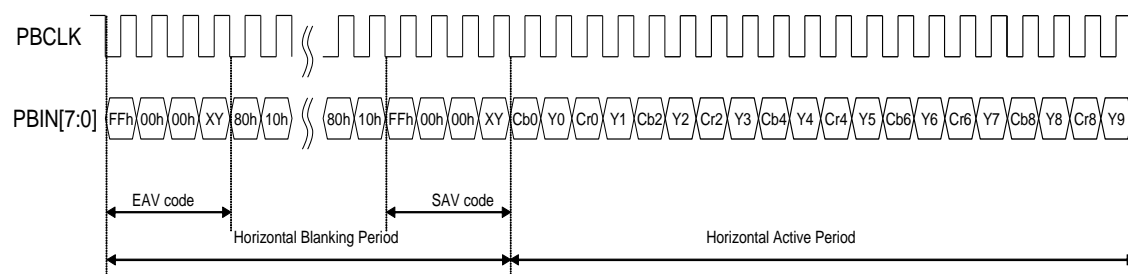 PBCLK
PBIN[7:0] FFh 00h 00h XY 80h 10h 80h 10h FFh 00h 00h XY Cb0 Y0 Cr0 Y1 Cb2 Y2 Cr2 Y3 Cb4 Y4 Cr4 Y5 Cb6 Y6 Cr6 Y7 Cb8 Y8 Cr8 Y9
EAV code SAV code
Horizontal Blanking Period Horizontal Active Period